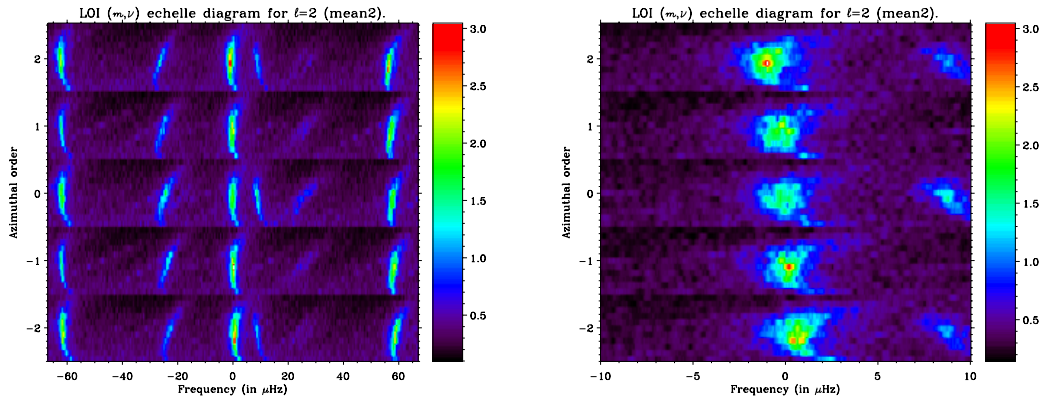 LOI (m,ν) echelle diagram for ℓ=2 (mean2).
Azimuthal order
2
1
0
−1
−2
−60 −40 −20 0 20 40 60
Frequency (in μHz)
3.0
2.5
2.0
1.5
1.0
0.5
LOI (m,ν) echelle diagram for ℓ=2 (mean2).
Azimuthal order
2
1
0
−1
−2
−10 −5 0 5 10
Frequency (in μHz)
3.0
2.5
2.0
1.5
1.0
0.5